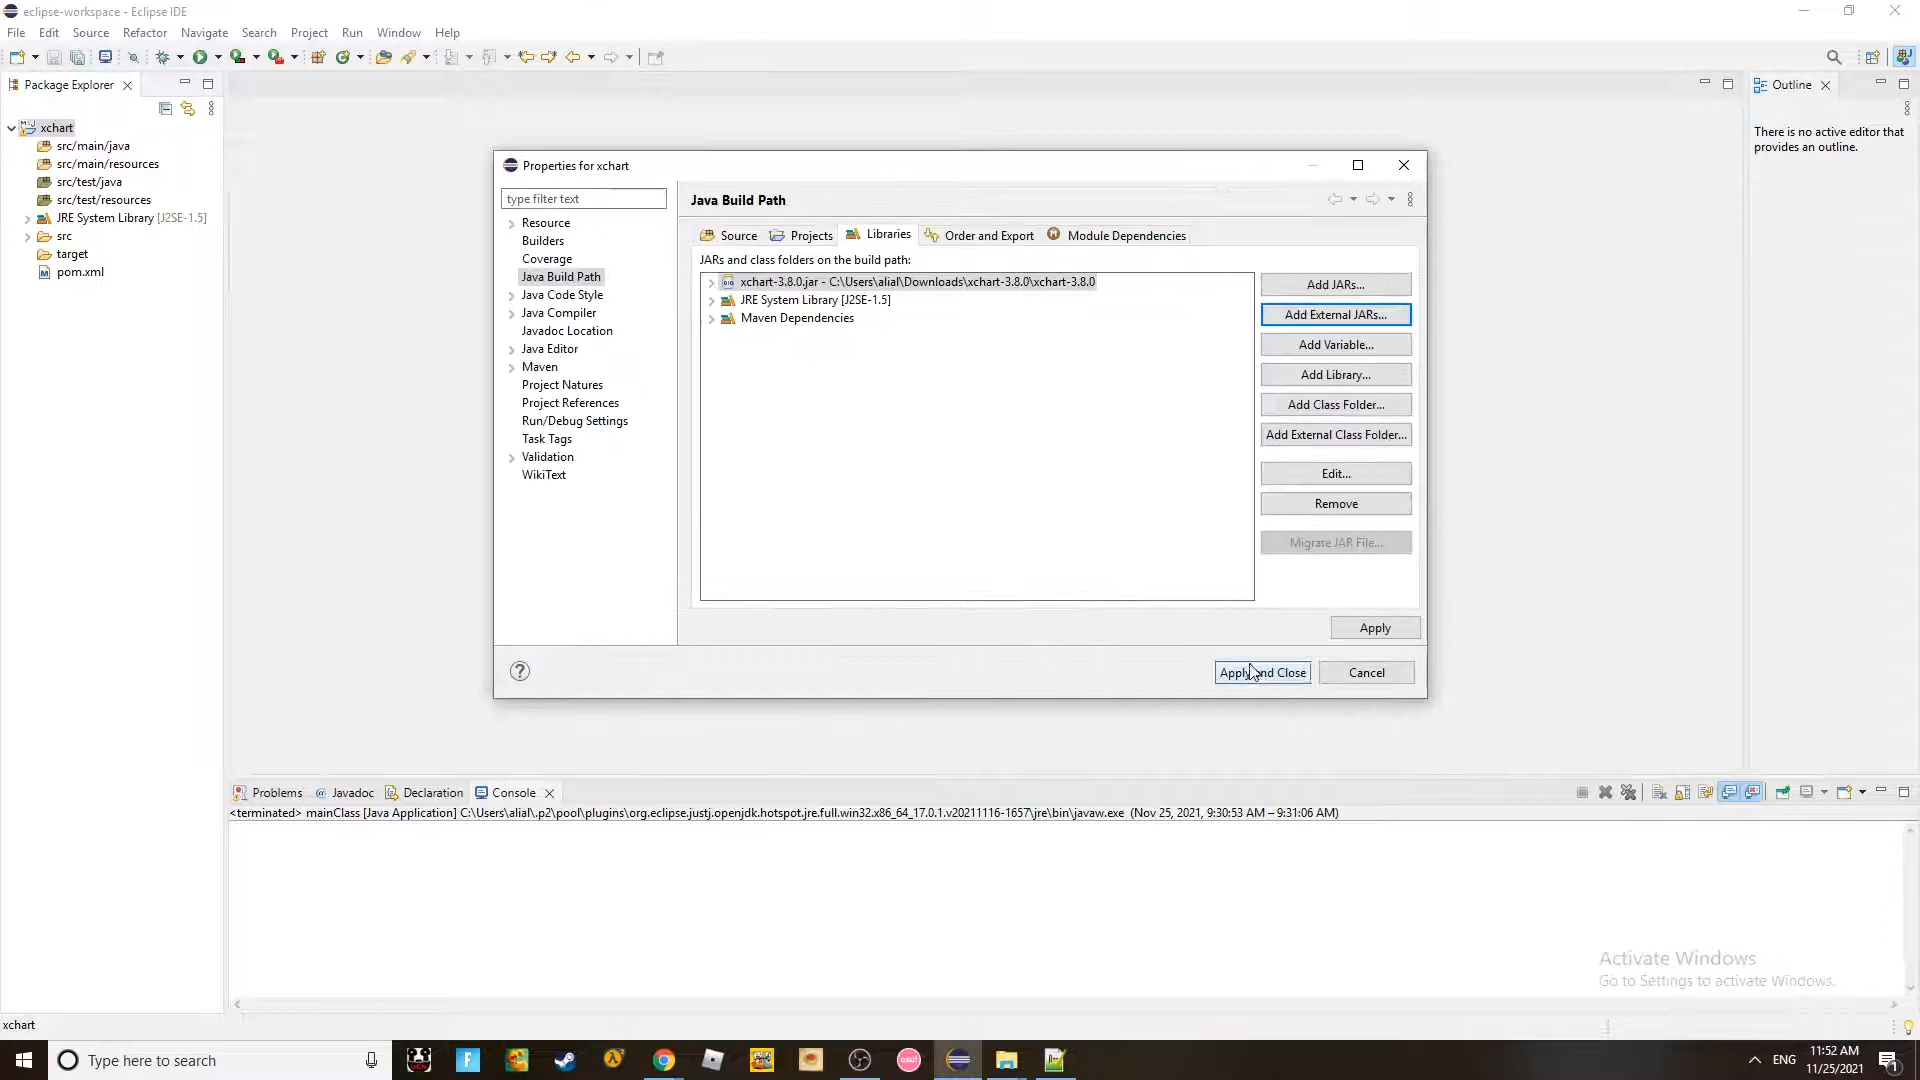 eclipse-workspace - Eclipse IDE
File Edit Source Refactor Navigate Search Project Run Window Help
Package Explorer
xchart
src/main/java
src/main/resources
src/test/java
src/test/resources
JRE System Library [J2SE-1.5]
src
target
pom.xml
Outline
There is no active editor that
provides an outline.
Properties for xchart
type filter text
Resource
Builders
Coverage
Java Build Path
Java Code Style
Java Compiler
Javadoc Location
Java Editor
Maven
Project Natures
Project References
Run/Debug Settings
Task Tags
Validation
WikiText
Java Build Path
Source Projects Libraries Order and Export Module Dependencies
JARs and class folders on the build path:
xchart-3.8.0.jar - C:\Users\alial\Downloads\xchart-3.8.0\xchart-3.8.0
JRE System Library [J2SE-1.5]
Maven Dependencies
Add JARs...
Add External JARs...
Add Variable...
Add Library...
Add Class Folder...
Add External Class Folder...
Edit...
Remove
Migrate JAR File...
Apply
Apply and Close Cancel
Problems Javadoc Declaration Console
<terminated> mainClass [Java Application] C:\Users\alial\.p2\pool\plugins\org.eclipse.justj.openjdk.hotspot.jre.full.win32.x86_64_17.0.1.v20211116-1657\jre\bin\javaw.exe (Nov 25, 2021, 9:30:53 AM – 9:31:06 AM)
Activate Windows
Go to Settings to activate Windows.
xchart
Type here to search
osu!
ENG
11:52 AM
11/25/2021
1